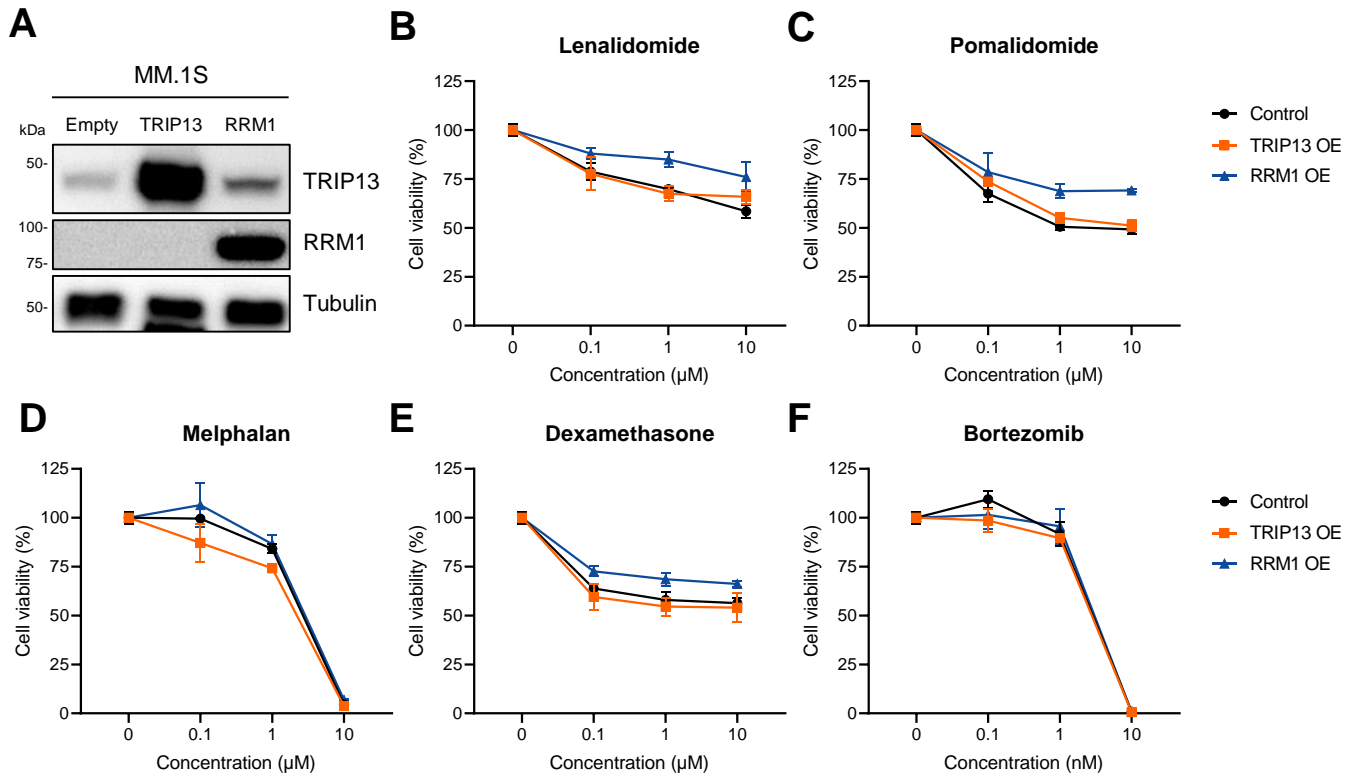 A
MM.1S
kDa
Empty TRIP13 RRM1
50-
TRIP13
100-
75-
RRM1
50-
Tubulin
B
Lenalidomide
Cell viability (%)
125
100
75
50
25
0
0 0.1 1 10
Concentration (µM)
C
Pomalidomide
Cell viability (%)
125
100
75
50
25
0
0 0.1 1 10
Concentration (µM)
Control
TRIP13 OE
RRM1 OE
D
Melphalan
Cell viability (%)
125
100
75
50
25
0
0 0.1 1 10
Concentration (µM)
E
Dexamethasone
Cell viability (%)
125
100
75
50
25
0
0 0.1 1 10
Concentration (µM)
F
Bortezomib
Cell viability (%)
125
100
75
50
25
0
0 0.1 1 10
Concentration (nM)
Control
TRIP13 OE
RRM1 OE